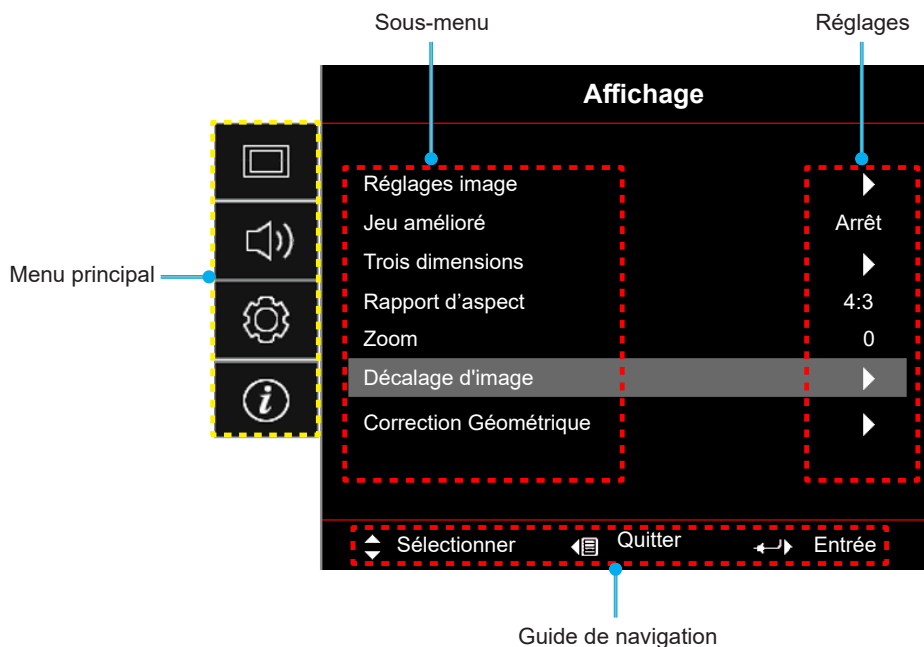 Sous-menu
Réglages
Affichage
Réglages image
Jeu amélioré Arrêt
Trois dimensions
Menu principal
Rapport d’aspect 4:3
Zoom 0
Décalage d'image
Correction Géométrique
Sélectionner Quitter Entrée
Guide de navigation